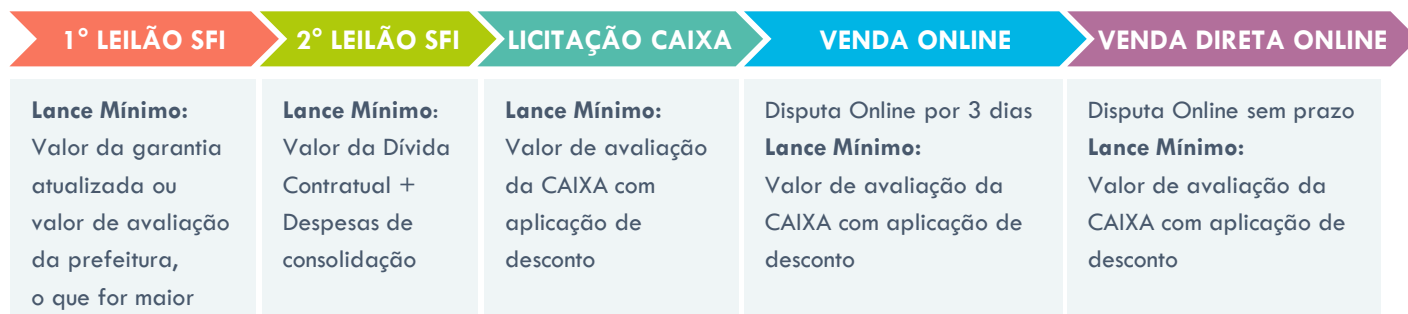 1° LEILÃO SFI
2° LEILÃO SFI
LICITAÇÃO CAIXA
VENDA ONLINE
VENDA DIRETA ONLINE
Lance Mínimo:
Valor da garantia
atualizada ou
valor de avaliação
da prefeitura,
o que for maior
Lance Mínimo:
Valor da Dívida
Contratual +
Despesas de
consolidação
Lance Mínimo:
Valor de avaliação
da CAIXA com
aplicação de
desconto
Disputa Online por 3 dias
Lance Mínimo:
Valor de avaliação da
CAIXA com aplicação de
desconto
Disputa Online sem prazo
Lance Mínimo:
Valor de avaliação da
CAIXA com aplicação de
desconto